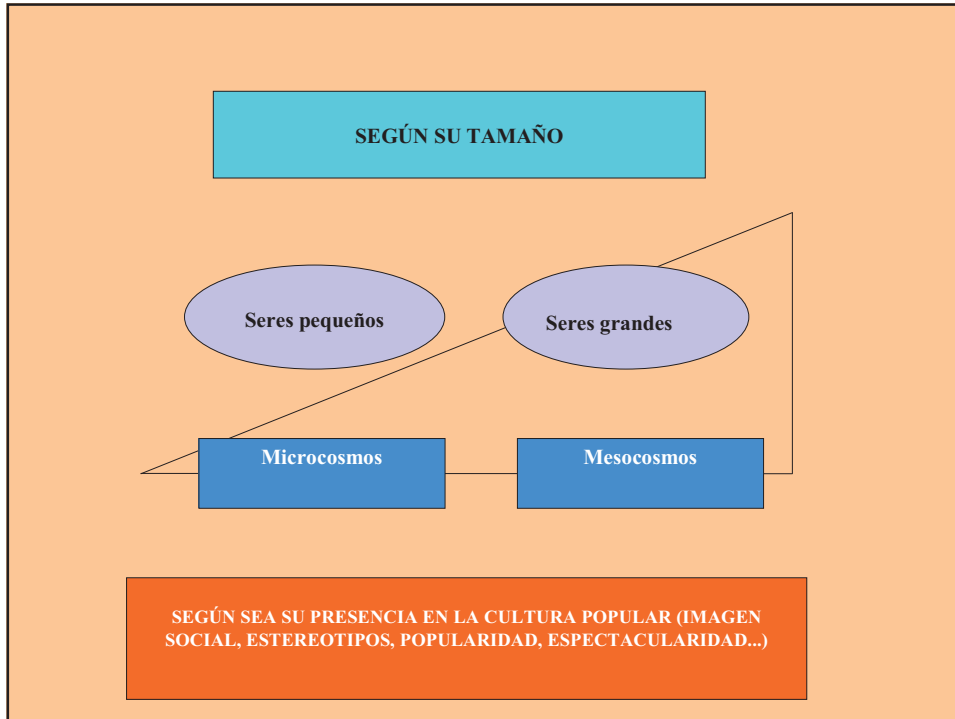 SEGÚN SU TAMAÑO
Seres pequeños
Seres grandes
Microcosmos
Mesocosmos
SEGÚN SEA SU PRESENCIA EN LA CULTURA POPULAR (IMAGEN
SOCIAL, ESTEREOTIPOS, POPULARIDAD, ESPECTACULARIDAD...)